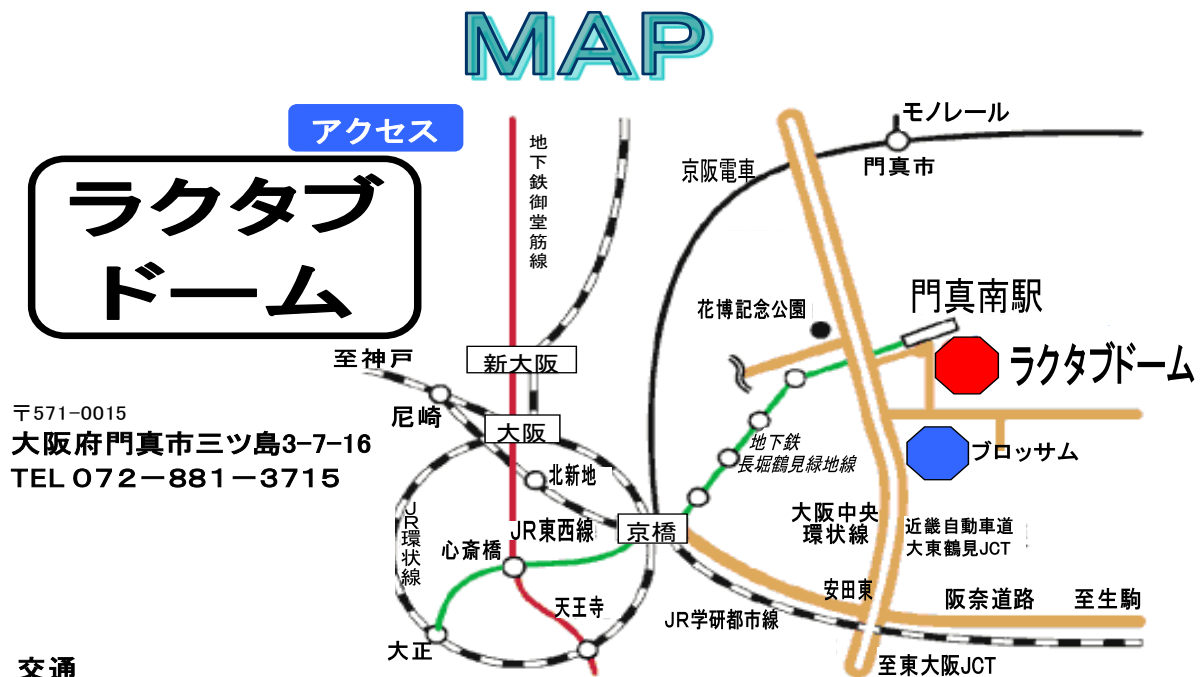 MAP
アクセス
ラクタブ
ドーム
〒571-0015
大阪府門真市三ツ島3-7-16
TEL 072－881－3715
地下鉄御堂筋線
モノレール
京阪電車
門真市
花博記念公園
門真南駅
ラクタブドーム
至神戸
新大阪
尼崎
大阪
北新地
地下鉄
長堀鶴見緑地線
ブロッサム
JR環状線
JR東西線
京橋
大阪中央
環状線
近畿自動車道
大東鶴見JCT
心斎橋
天王寺
大正
安田東
阪奈道路
至生駒
JR学研都市線
至東大阪JCT
交通